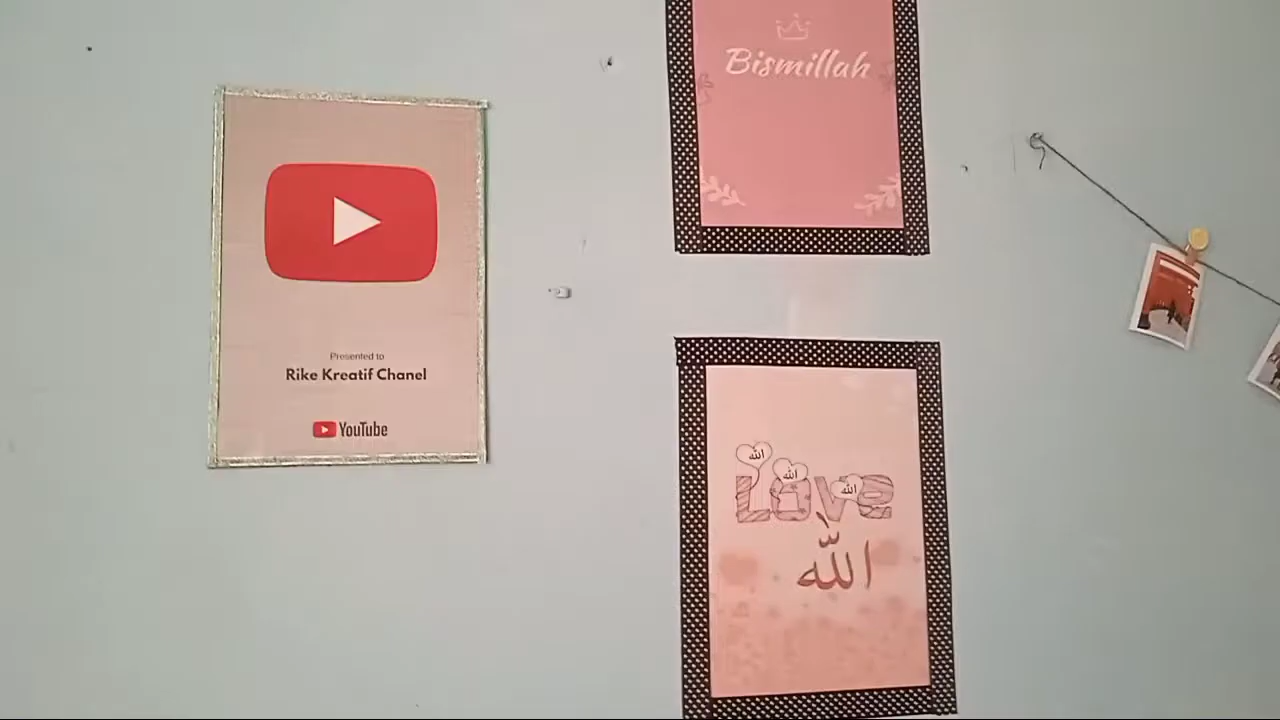 Presented to
Rike Kreatif Chanel
YouTube
Bismillah
الله
الله
الله
Love
الله